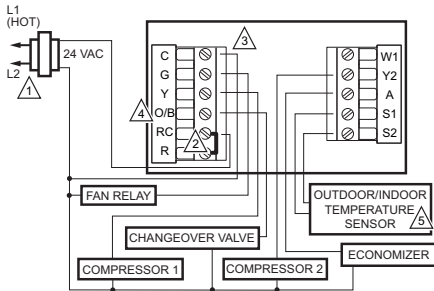 L1
(HOT)
24 VAC
L2
1
C
G
Y
O/B
RC
R
3
4
2
W1
Y2
A
S1
S2
FAN RELAY
CHANGEOVER VALVE
COMPRESSOR 1
COMPRESSOR 2
OUTDOOR/INDOOR
TEMPERATURE
SENSOR
5
ECONOMIZER